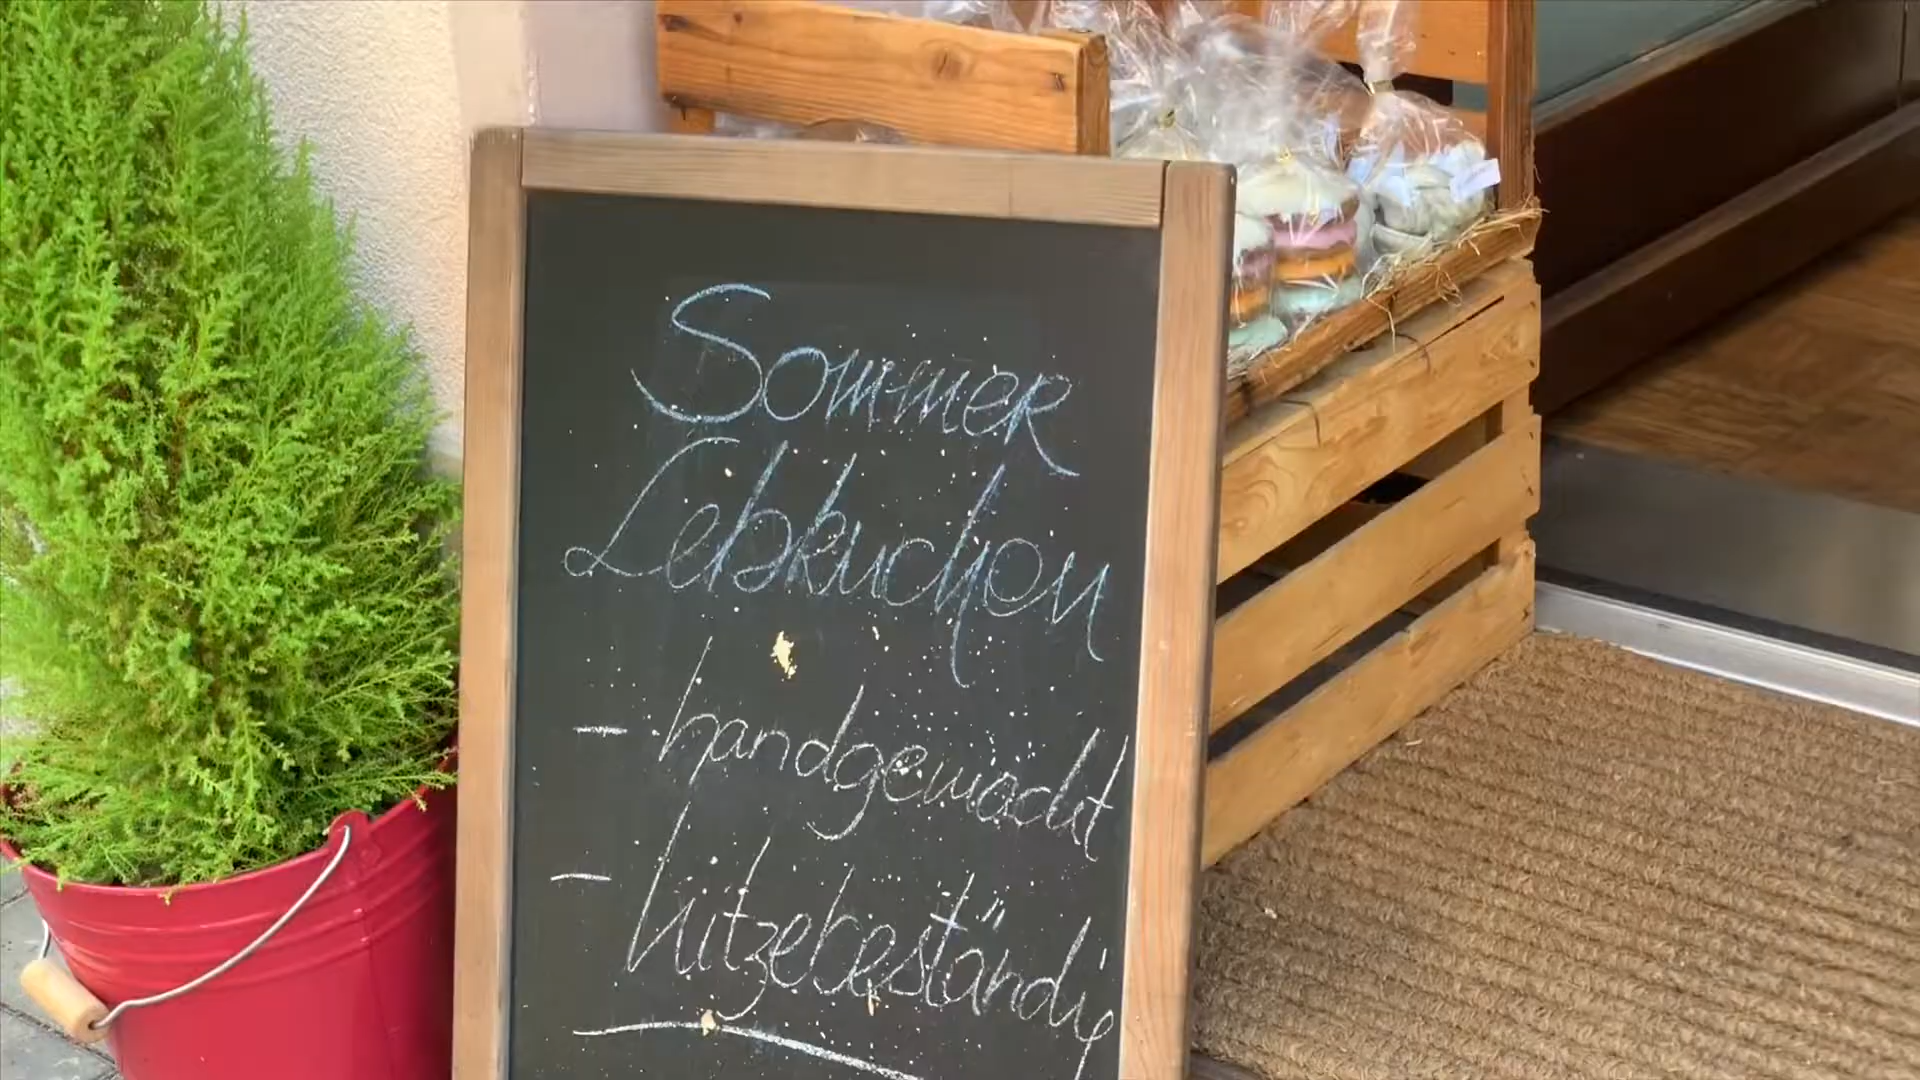 Sommer
Lebkuchen
- handgemacht
- hitzebeständig